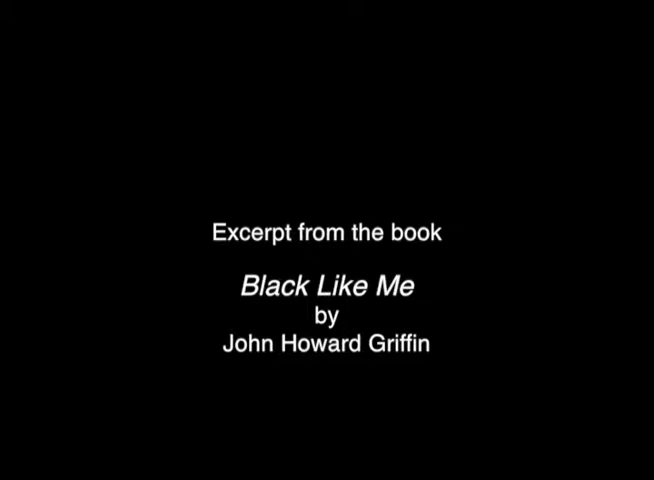 Excerpt from the book
Black Like Me
by
John Howard Griffin